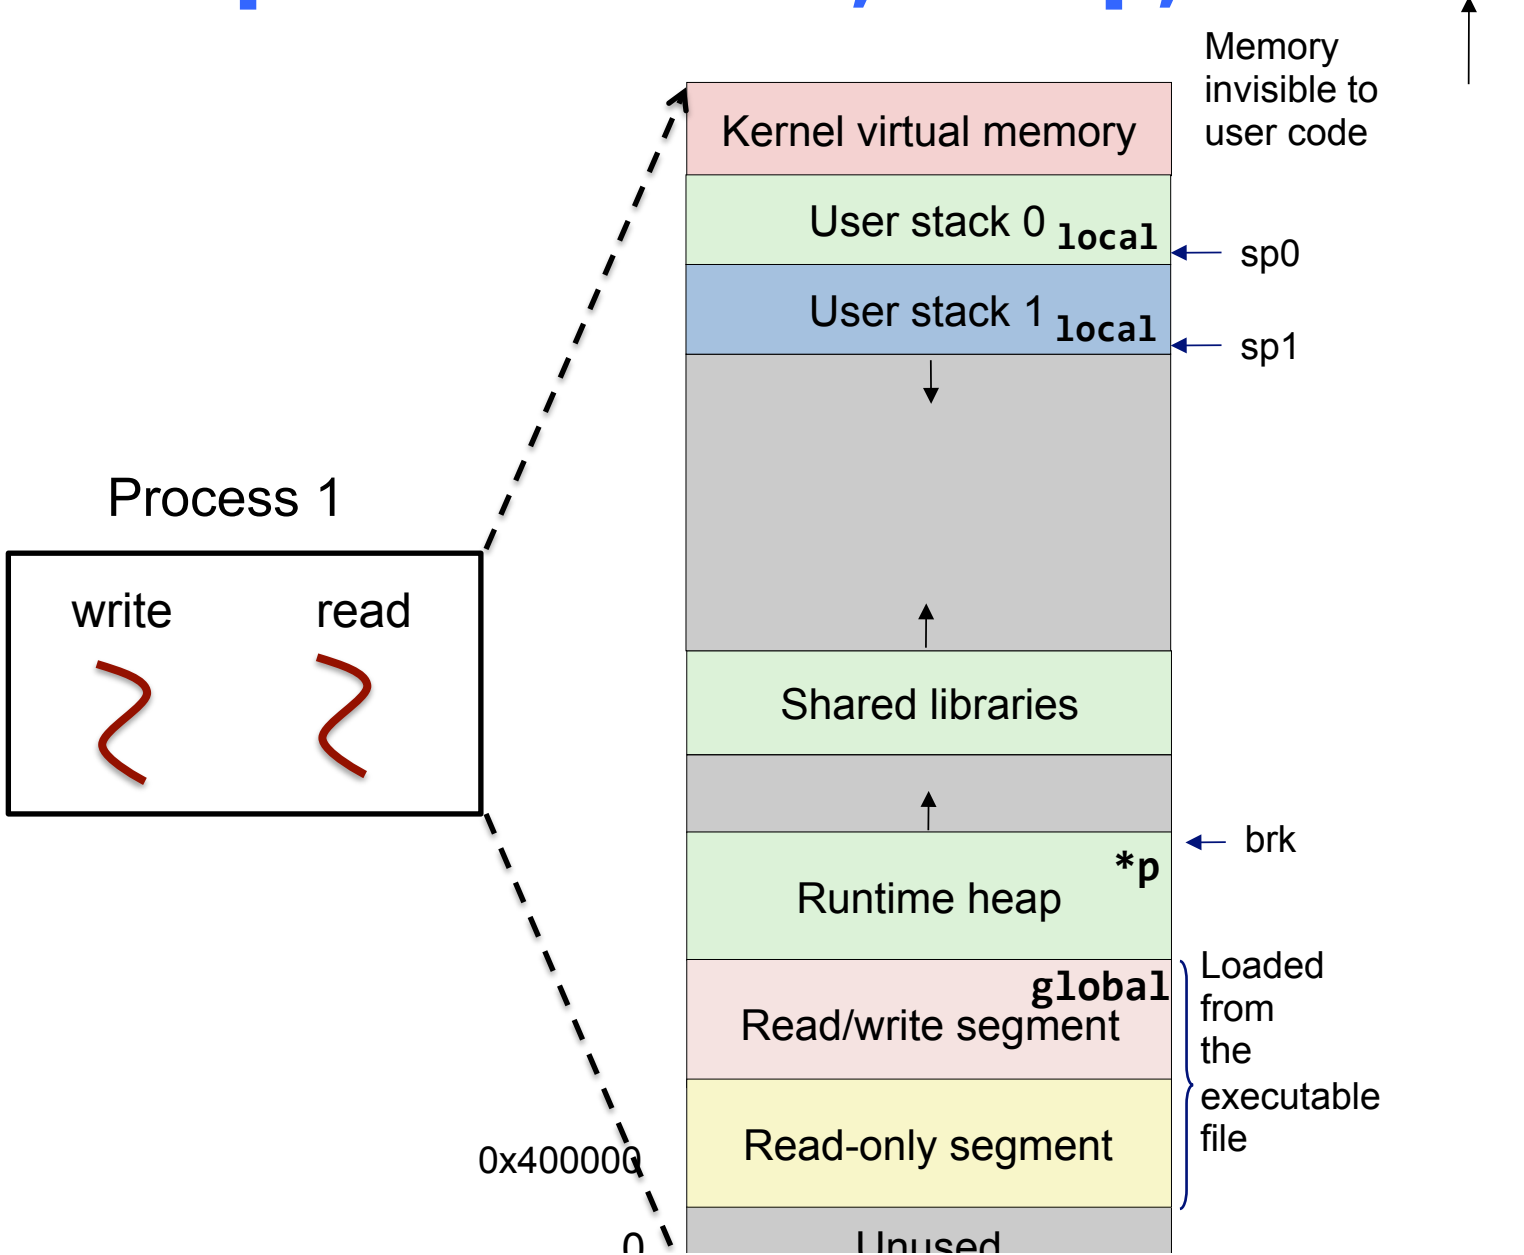 Memory
invisible to
user code
Kernel virtual memory
User stack 0 local
sp0
User stack 1 local
sp1
Process 1
write read
Shared libraries
brk
*p
Runtime heap
global
Read/write segment
Loaded
from
the
executable
file
Read-only segment
0x400000
0
Unused